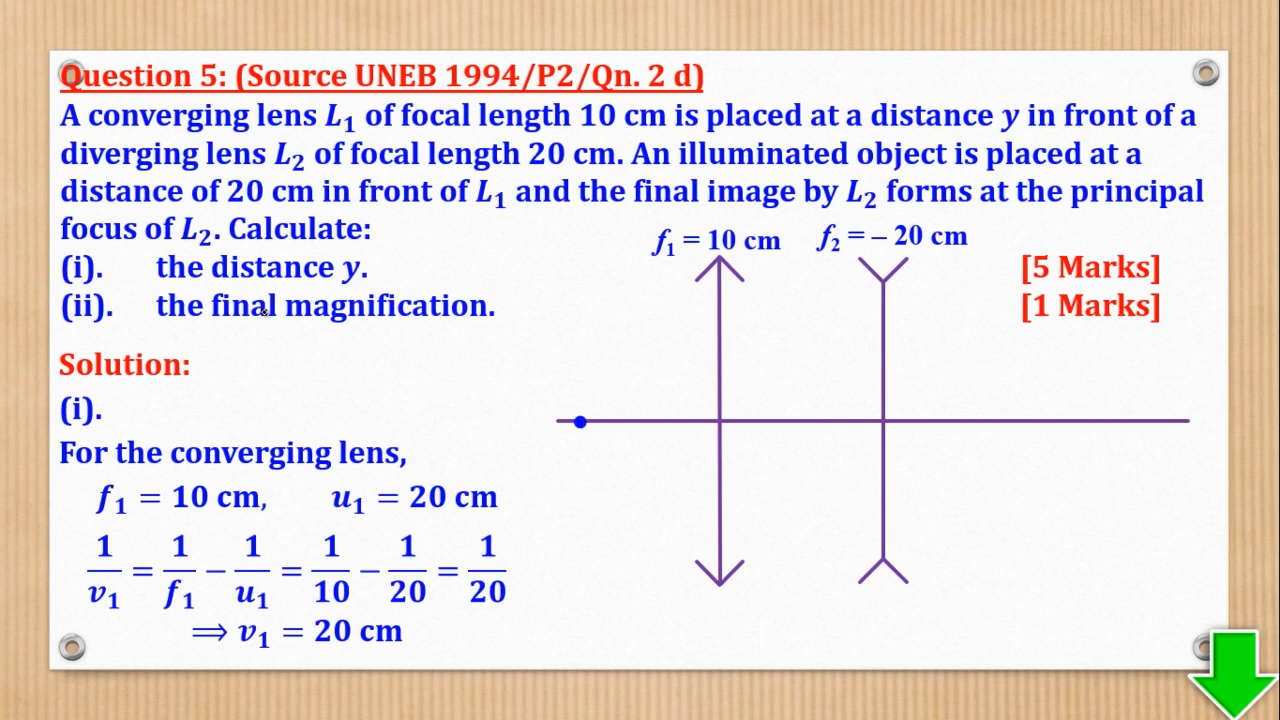 Question 5: (Source UNEB 1994/P2/Qn. 2 d)
A converging lens L₁ of focal length 10 cm is placed at a distance y in front of a
diverging lens L₂ of focal length 20 cm. An illuminated object is placed at a
distance of 20 cm in front of L₁ and the final image by L₂ forms at the principal
focus of L₂. Calculate:
f₁ = 10 cm f₂ = – 20 cm
(i). the distance y. [5 Marks]
(ii). the final magnification. [1 Marks]
Solution:
(i).
For the converging lens,
f₁ = 10 cm, u₁ = 20 cm
1/v₁ = 1/f₁ − 1/u₁ = 1/10 − 1/20 = 1/20
⟹ v₁ = 20 cm